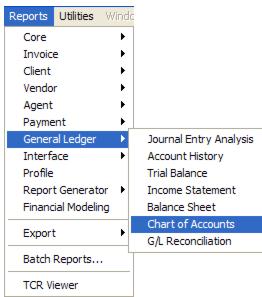 Reports Utilities Windo
Core
Invoice
Client
Vendor
Agent
Payment
General Ledger
Interface
Profile
Report Generator
Financial Modeling
Export
Batch Reports...
TCR Viewer
Journal Entry Analysis
Account History
Trial Balance
Income Statement
Balance Sheet
Chart of Accounts
G/L Reconciliation